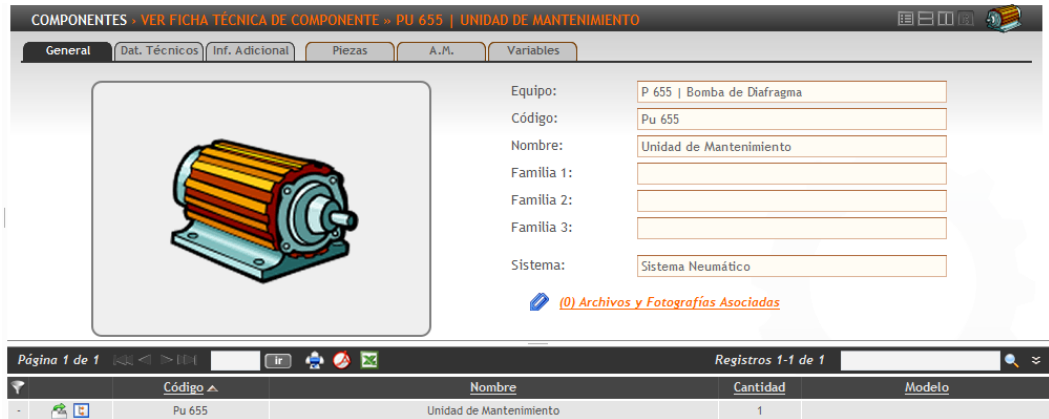 COMPONENTES › VER FICHA TÉCNICA DE COMPONENTE » PU 655 | UNIDAD DE MANTENIMIENTO
General Dat. Técnicos Inf. Adicional Piezas A.M. Variables
Equipo: P 655 | Bomba de Diafragma
Código: Pu 655
Nombre: Unidad de Mantenimiento
Familia 1:
Familia 2:
Familia 3:
Sistema: Sistema Neumático
(0) Archivos y Fotografías Asociadas
Página 1 de 1 ir Registros 1-1 de 1
Código Nombre Cantidad Modelo
- Pu 655 Unidad de Mantenimiento 1